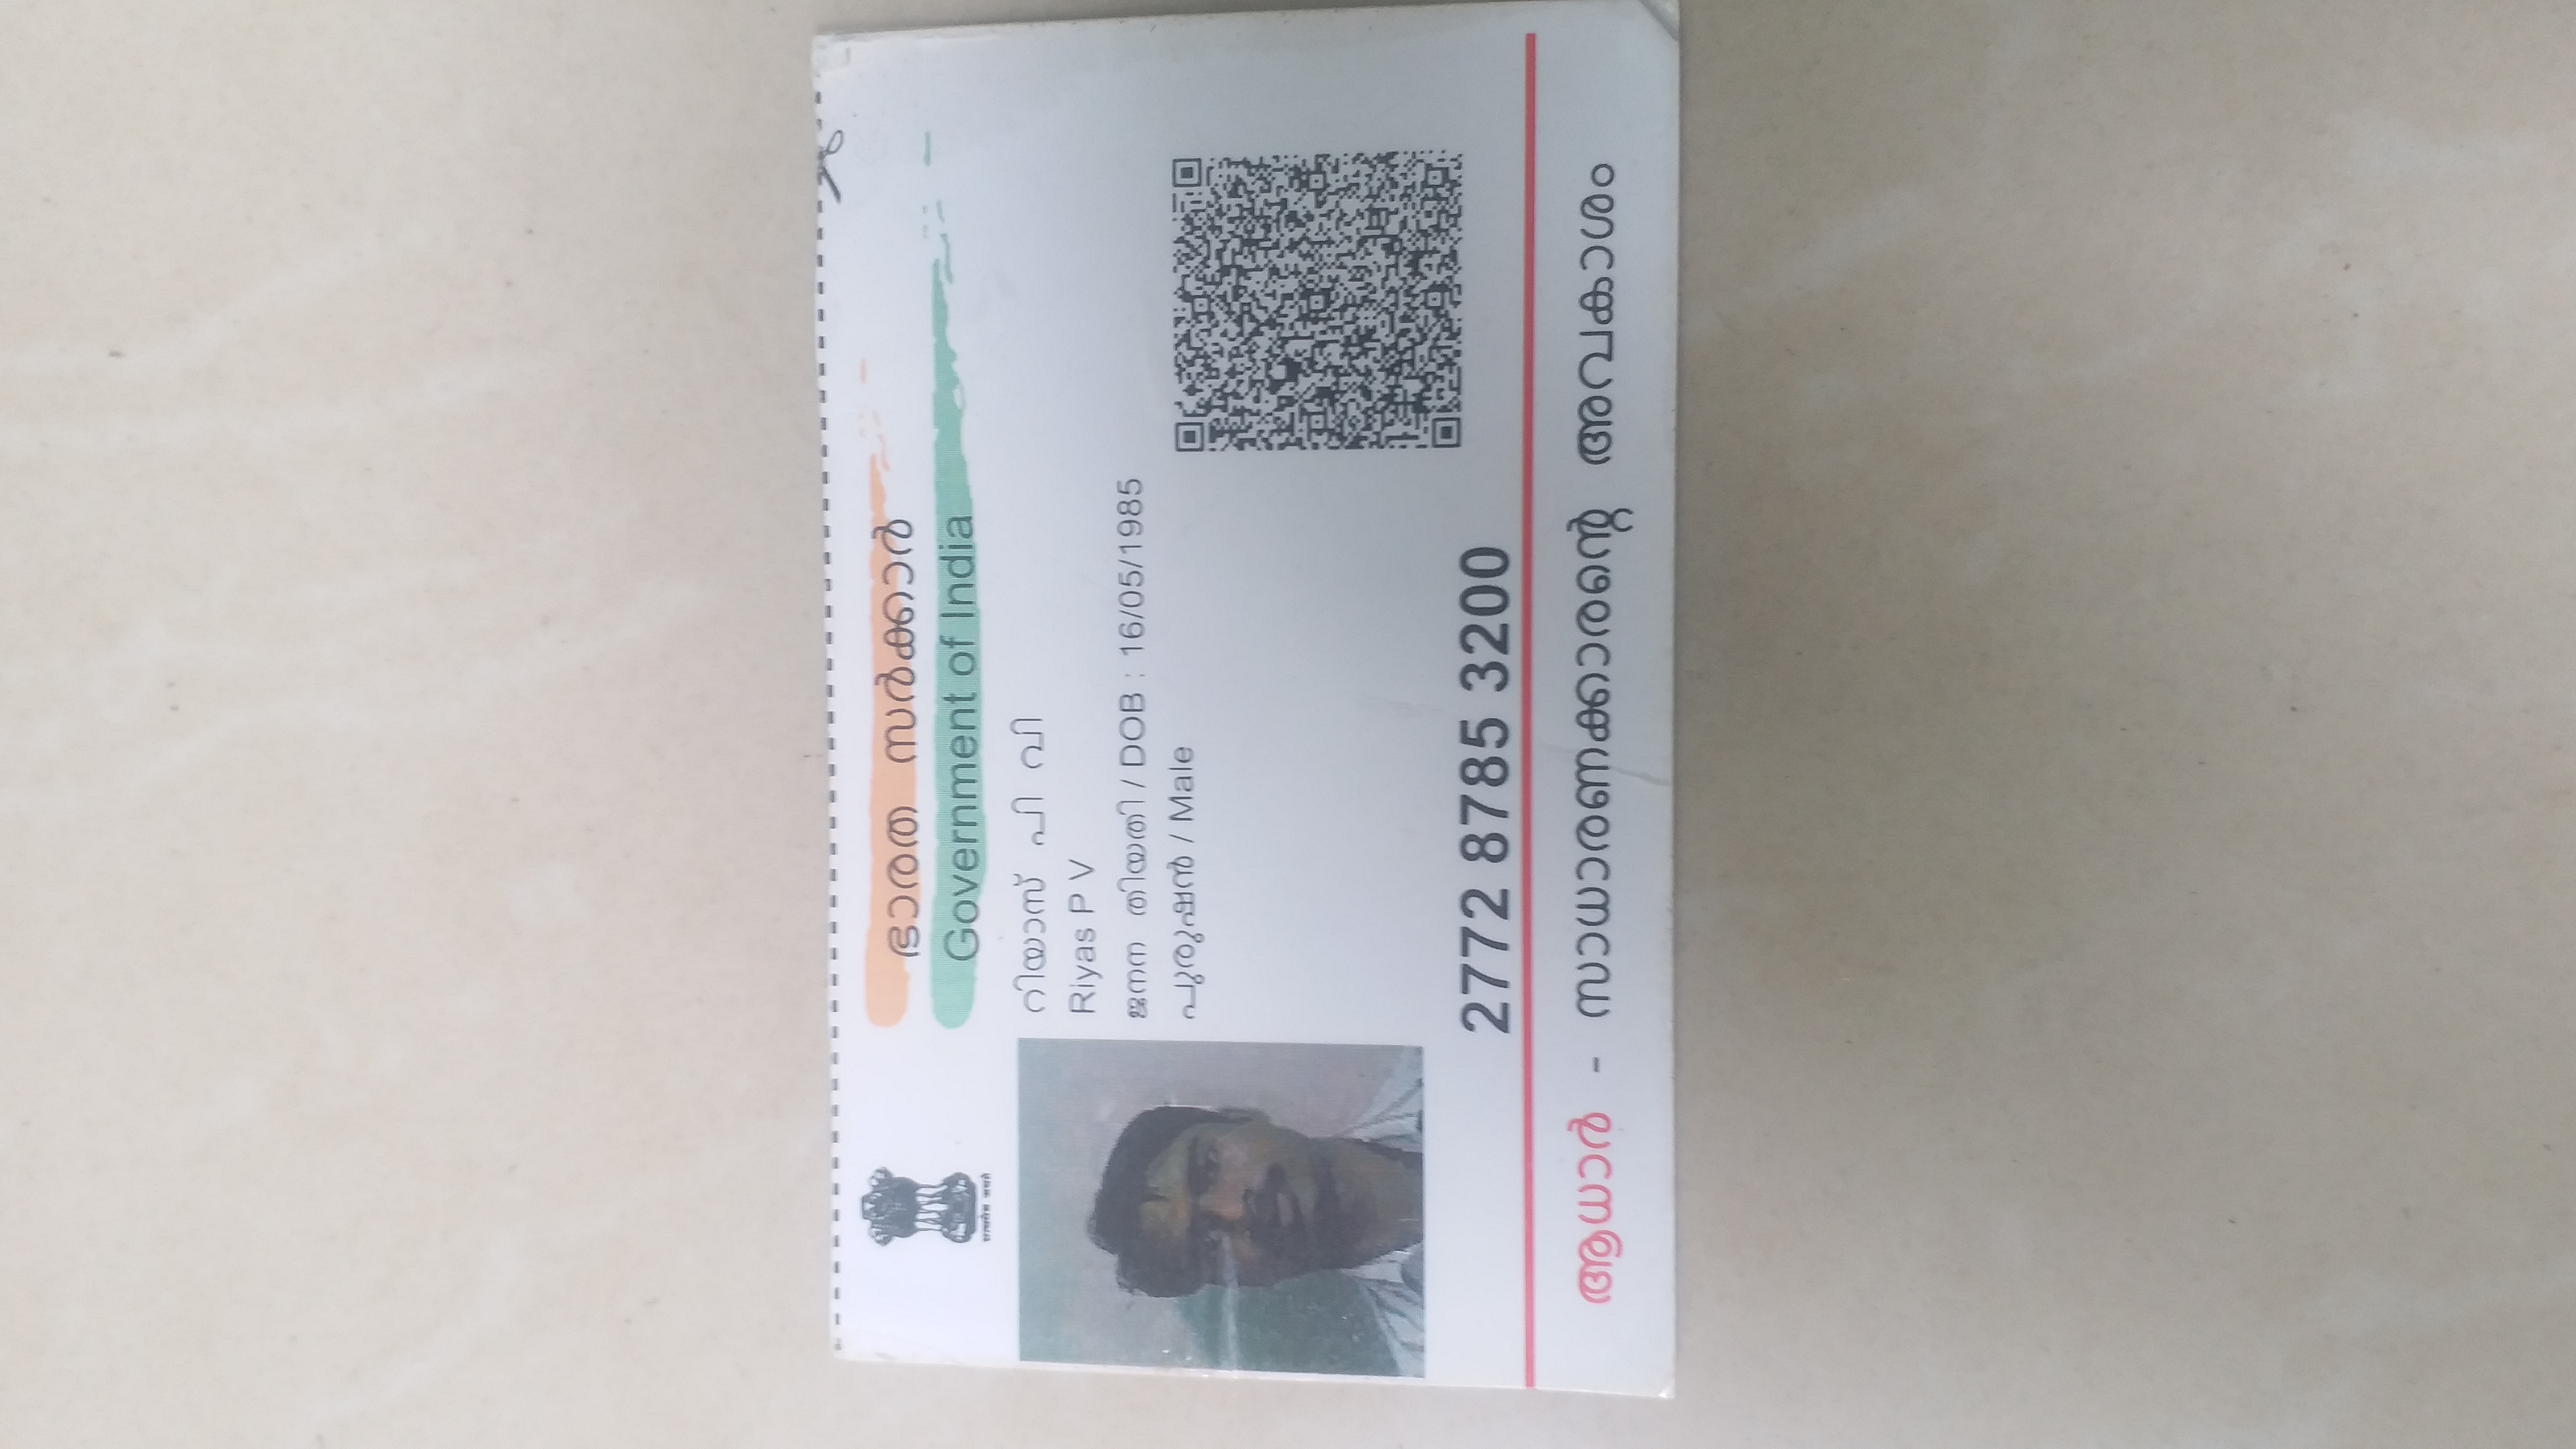 ഭാരത സർക്കാർ
Government of India
सत्यमेव जयते
റിയാസ് പി വി
Riyas P V
ജനന തിയതി / DOB : 16/05/1985
പുരുഷൻ / Male
2772 8785 3200
ആധാർ - സാധാരണക്കാരന്റെ അവകാശം